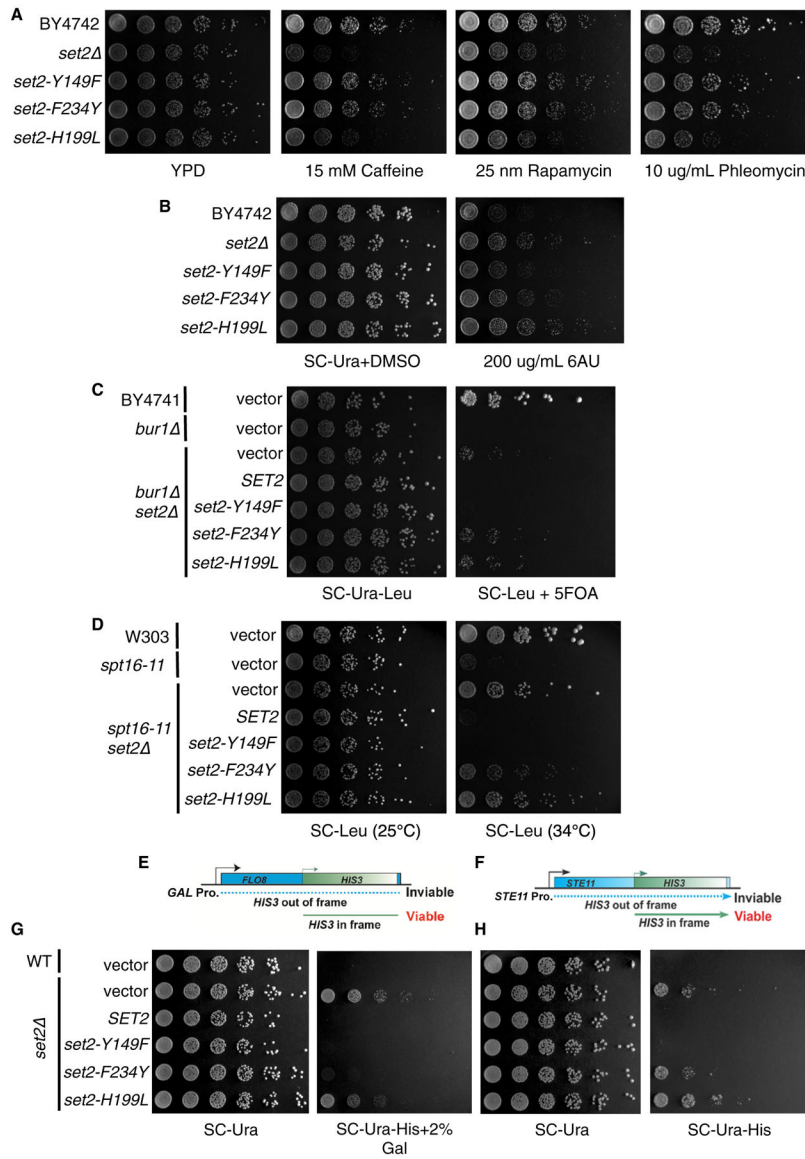 A
BY4742
set2Δ
set2-Y149F
set2-F234Y
set2-H199L
YPD
15 mM Caffeine
25 nm Rapamycin
10 ug/mL Phleomycin
B
BY4742
set2Δ
set2-Y149F
set2-F234Y
set2-H199L
SC-Ura+DMSO
200 ug/mL 6AU
C
BY4741
vector
bur1Δ
vector
bur1Δ
set2Δ
vector
SET2
set2-Y149F
set2-F234Y
set2-H199L
SC-Ura-Leu
SC-Leu + 5FOA
D
W303
vector
spt16-11
vector
spt16-11
set2Δ
vector
SET2
set2-Y149F
set2-F234Y
set2-H199L
SC-Leu (25°C)
SC-Leu (34°C)
E
FLO8
HIS3
GAL Pro.
Inviable
HIS3 out of frame
Viable
HIS3 in frame
F
STE11
HIS3
STE11 Pro.
Inviable
HIS3 out of frame
Viable
HIS3 in frame
G
H
WT
vector
set2Δ
vector
SET2
set2-Y149F
set2-F234Y
set2-H199L
SC-Ura
SC-Ura-His+2%
Gal
SC-Ura
SC-Ura-His